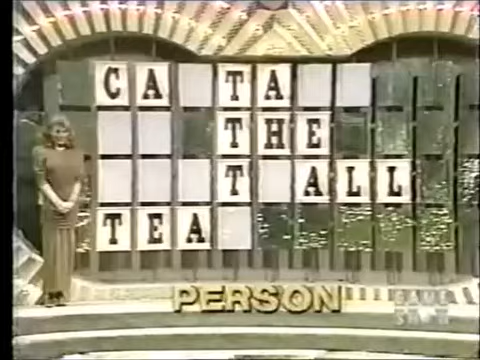 CA TA
THE
T ALL
TEA
PERSON
GAME
SHOW